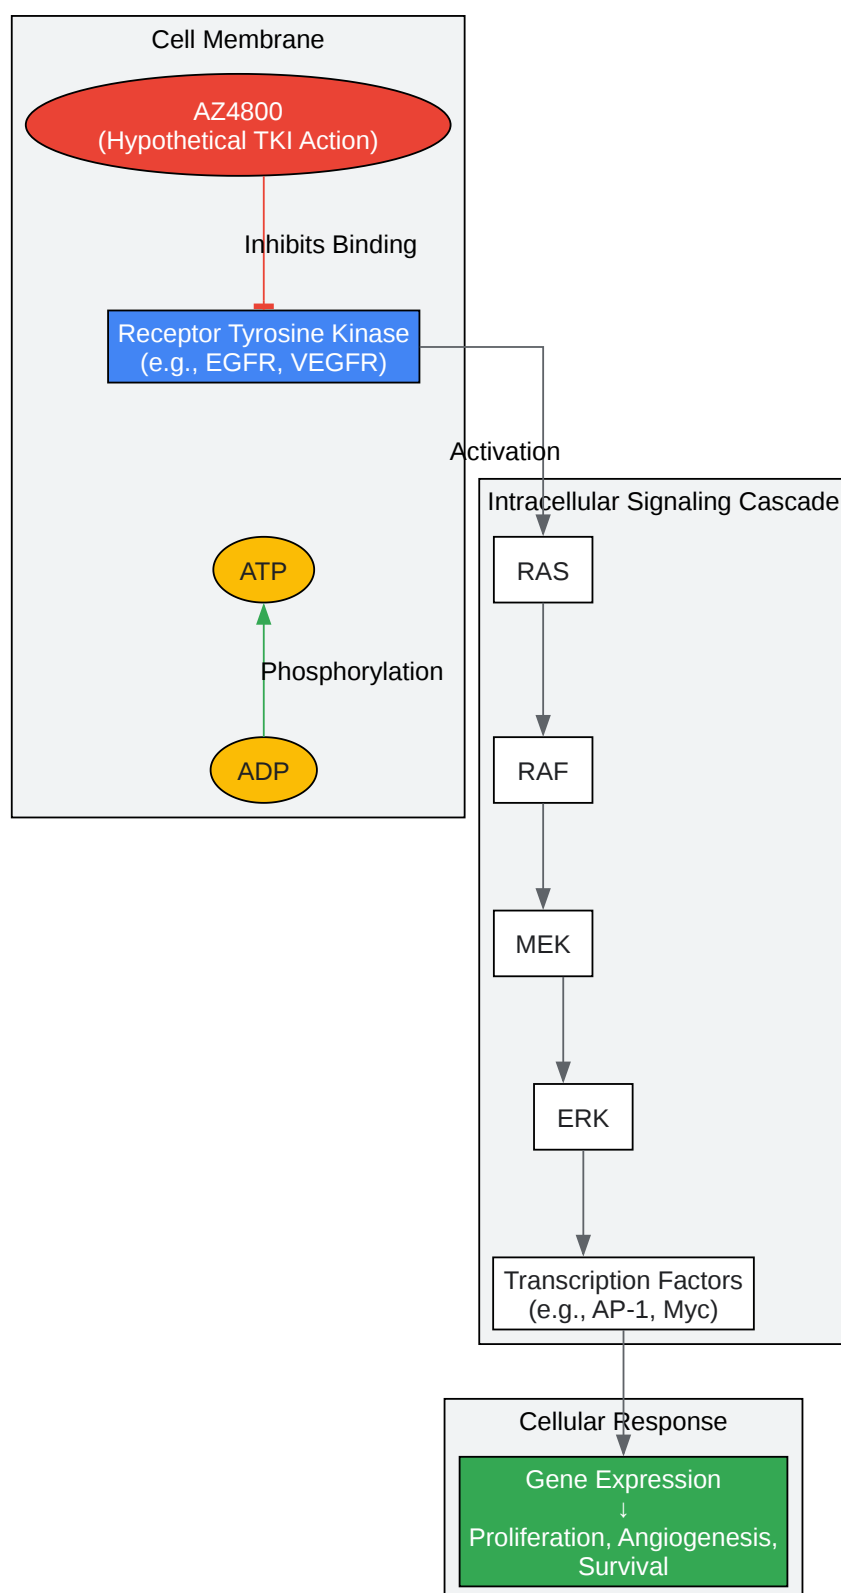 Cell Membrane
AZ4800
(Hypothetical TKI Action)
Inhibits Binding
Receptor Tyrosine Kinase
(e.g., EGFR, VEGFR)
Activation
Intracellular Signaling Cascade
ATP
RAS
Phosphorylation
ADP
RAF
MEK
ERK
Transcription Factors
(e.g., AP-1, Myc)
Cellular Response
Gene Expression
↓
Proliferation, Angiogenesis,
Survival